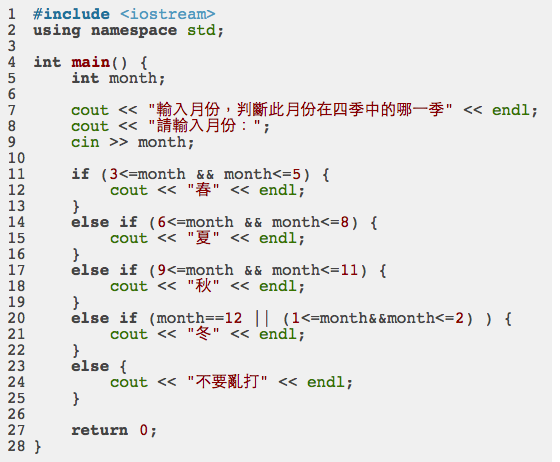 1 #include <iostream>
2 using namespace std;
3
4 int main() {
5     int month;
6
7     cout << "輸入月份，判斷此月份在四季中的哪一季" << endl;
8     cout << "請輸入月份：";
9     cin >> month;
10
11     if (3<=month && month<=5) {
12         cout << "春" << endl;
13     }
14     else if (6<=month && month<=8) {
15         cout << "夏" << endl;
16     }
17     else if (9<=month && month<=11) {
18         cout << "秋" << endl;
19     }
20     else if (month==12 || (1<=month&&month<=2) ) {
21         cout << "冬" << endl;
22     }
23     else {
24         cout << "不要亂打" << endl;
25     }
26
27     return 0;
28 }